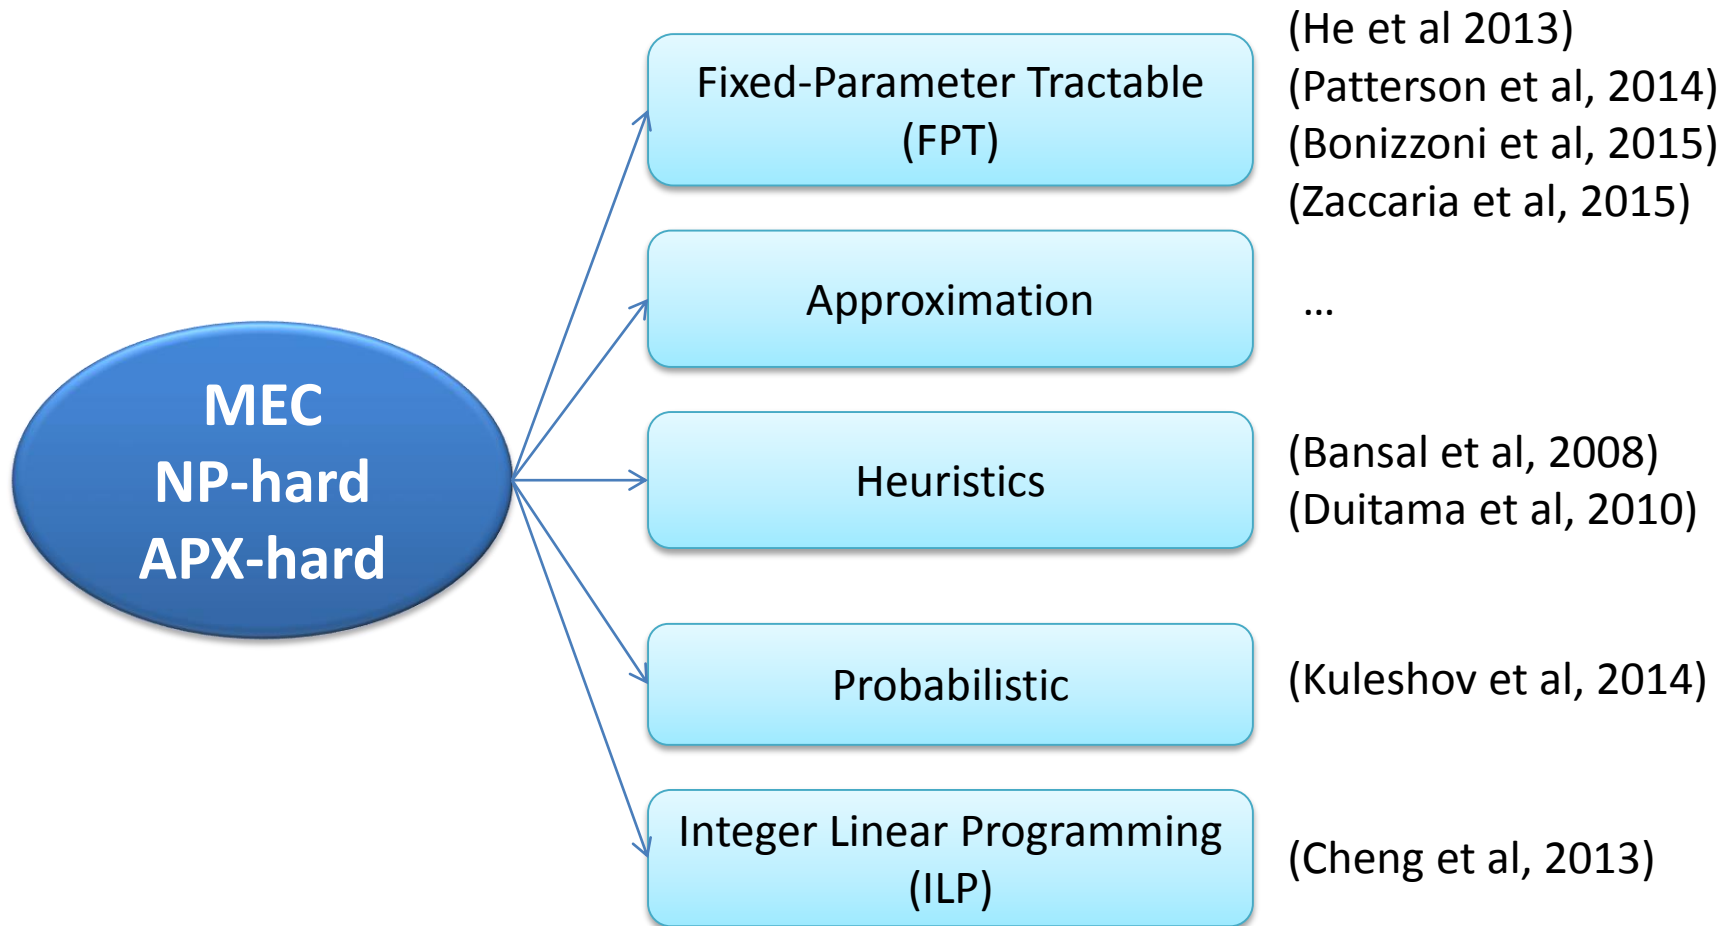 MEC
NP-hard
APX-hard
Fixed-Parameter Tractable
(FPT)
(He et al 2013)
(Patterson et al, 2014)
(Bonizzoni et al, 2015)
(Zaccaria et al, 2015)
Approximation
...
Heuristics
(Bansal et al, 2008)
(Duitama et al, 2010)
Probabilistic
(Kuleshov et al, 2014)
Integer Linear Programming
(ILP)
(Cheng et al, 2013)